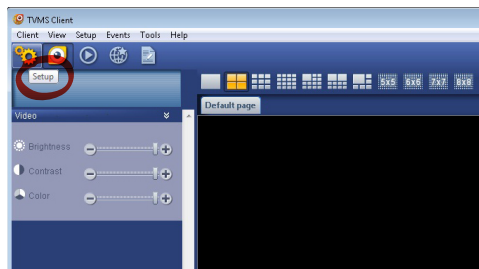 TVMS Client
Client View Setup Events Tools Help
Setup
5x5 6x6 7x7 8x8
Default page
Video
Brightness
Contrast
Color